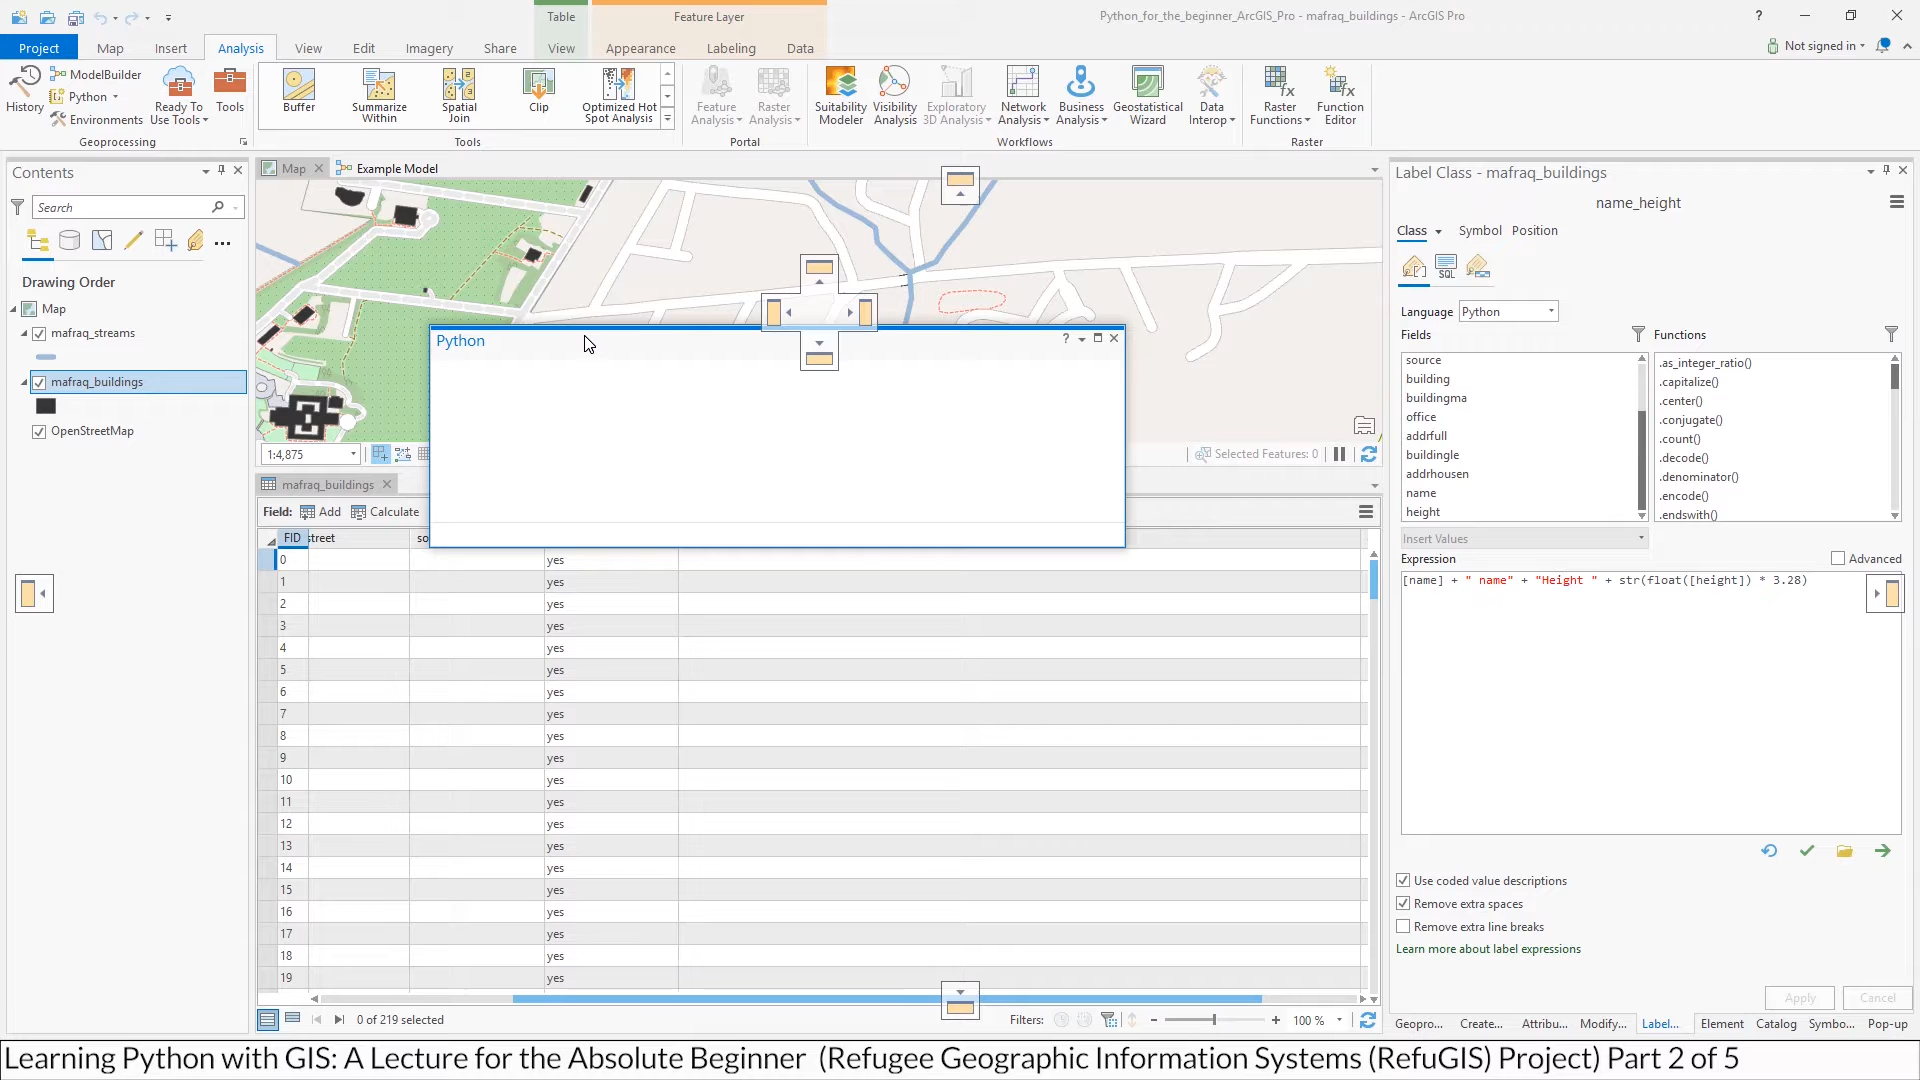 Table
Feature Layer
Python_for_the_beginner_ArcGIS_Pro - mafraq_buildings - ArcGIS Pro
?
Project
Map
Insert
Analysis
View
Edit
Imagery
Share
View
Appearance
Labeling
Data
Not signed in
History
ModelBuilder
Python
Environments
Ready To
Use Tools
Tools
Geoprocessing
Buffer
Summarize
Within
Spatial
Join
Clip
Optimized Hot
Spot Analysis
Tools
Feature
Analysis
Raster
Analysis
Portal
Suitability
Modeler
Visibility
Analysis
Exploratory
3D Analysis
Network
Analysis
Business
Analysis
Geostatistical
Wizard
Data
Interop
Workflows
Raster
Functions
Function
Editor
Raster
Contents
Search
Drawing Order
Map
mafraq_streams
mafraq_buildings
OpenStreetMap
Map
Example Model
Python
?
1:4,875
Selected Features: 0
mafraq_buildings
Field:
Add
Calculate
FID
street
so
0 yes
1 yes
2 yes
3 yes
4 yes
5 yes
6 yes
7 yes
8 yes
9 yes
10 yes
11 yes
12 yes
13 yes
14 yes
15 yes
16 yes
17 yes
18 yes
19 yes
0 of 219 selected
Filters:
100 %
Label Class - mafraq_buildings
name_height
Class
Symbol
Position
SQL
Language
Python
Fields
Functions
source
building
buildingma
office
addrfull
buildingle
addrhousen
name
height
.as_integer_ratio()
.capitalize()
.center()
.conjugate()
.count()
.decode()
.denominator()
.encode()
.endswith()
Insert Values
Expression
Advanced
[name] + " name" + "Height " + str(float([height]) * 3.28)
Use coded value descriptions
Remove extra spaces
Remove extra line breaks
Learn more about label expressions
Apply
Cancel
Geopro...
Create...
Attribu...
Modify...
Label...
Element
Catalog
Symbo...
Pop-up
Learning Python with GIS: A Lecture for the Absolute Beginner (Refugee Geographic Information Systems (RefuGIS) Project) Part 2 of 5